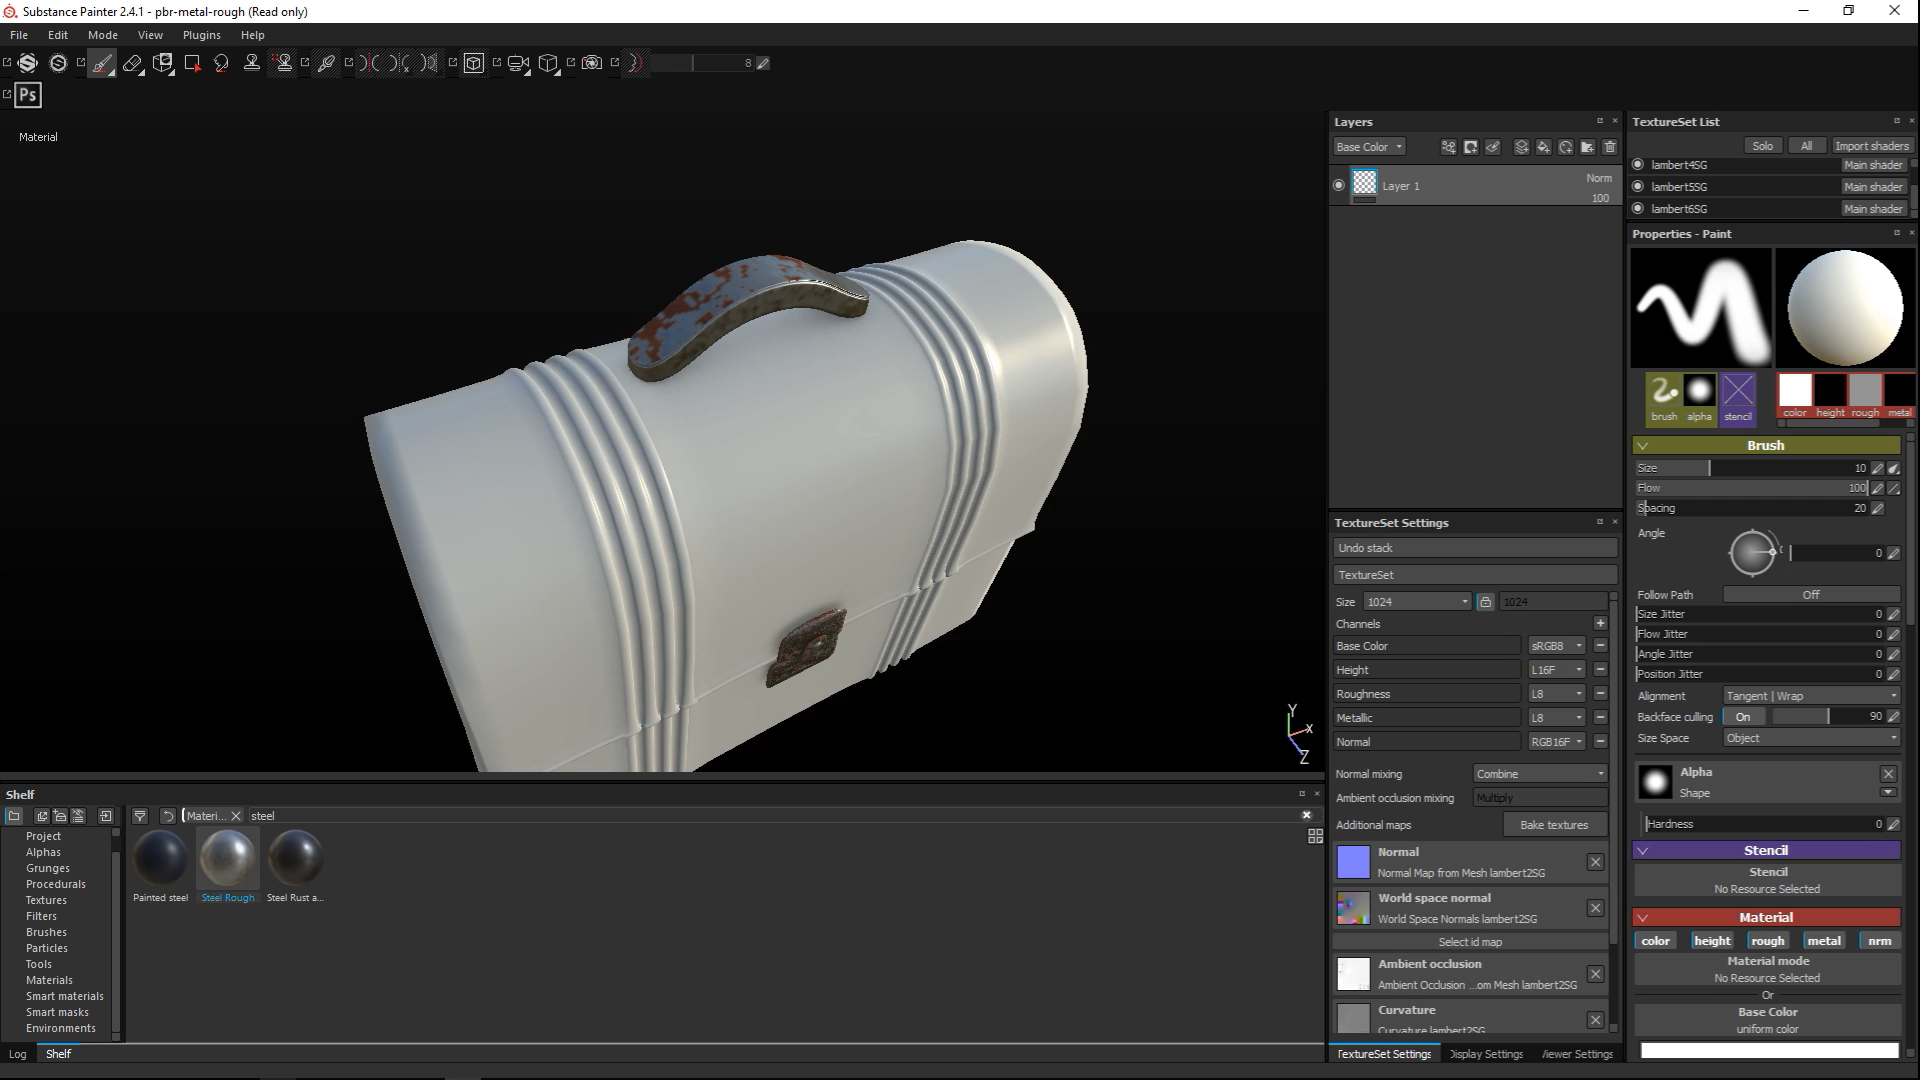 Substance Painter 2.4.1 - pbr-metal-rough (Read only)
File Edit Mode View Plugins Help
8
Ps
Material
Layers
Base Color
Layer 1
Norm
100
TextureSet List
Solo All Import shaders
lambert4SG Main shader
lambert5SG Main shader
lambert6SG Main shader
Properties - Paint
brush alpha stencil color height rough metal
Brush
Size 10
Flow 100
Spacing 20
Angle 0
Follow Path Off
Size Jitter 0
Flow Jitter 0
Angle Jitter 0
Position Jitter 0
Alignment Tangent | Wrap
Backface culling On 90
Size Space Object
Alpha
Shape
Hardness 0
Stencil
Stencil
No Resource Selected
Material
color height rough metal nrm
Material mode
No Resource Selected
Or
Base Color
uniform color
TextureSet Settings
Undo stack
TextureSet
Size 1024 1024
Channels
Base Color sRGB8
Height L16F
Roughness L8
Metallic L8
Normal RGB16F
Normal mixing Combine
Ambient occlusion mixing Multiply
Additional maps Bake textures
Normal
Normal Map from Mesh lambert2SG
World space normal
World Space Normals lambert2SG
Select id map
Ambient occlusion
Ambient Occlusion ...om Mesh lambert2SG
Curvature
Curvature lambert2SG
TextureSet Settings Display Settings Viewer Settings
Y
X
Z
Shelf
Materi... steel
Project
Alphas
Grunges
Procedurals
Textures
Filters
Brushes
Particles
Tools
Materials
Smart materials
Smart masks
Environments
Painted steel Steel Rough Steel Rust a...
Log Shelf